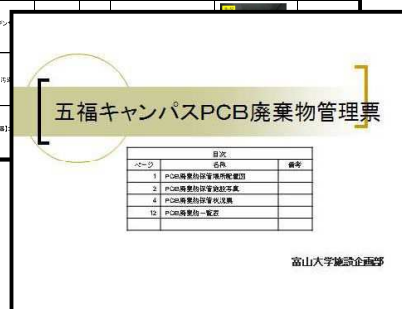 五福キャンパスPCB廃棄物管理票
目次
ページ 名称 備考
1 PCB廃棄物保管場所配置図
2 PCB廃棄物保管施設写真
4 PCB廃棄物保管状況票
12 PCB廃棄物一覧表
富山大学施設企画部